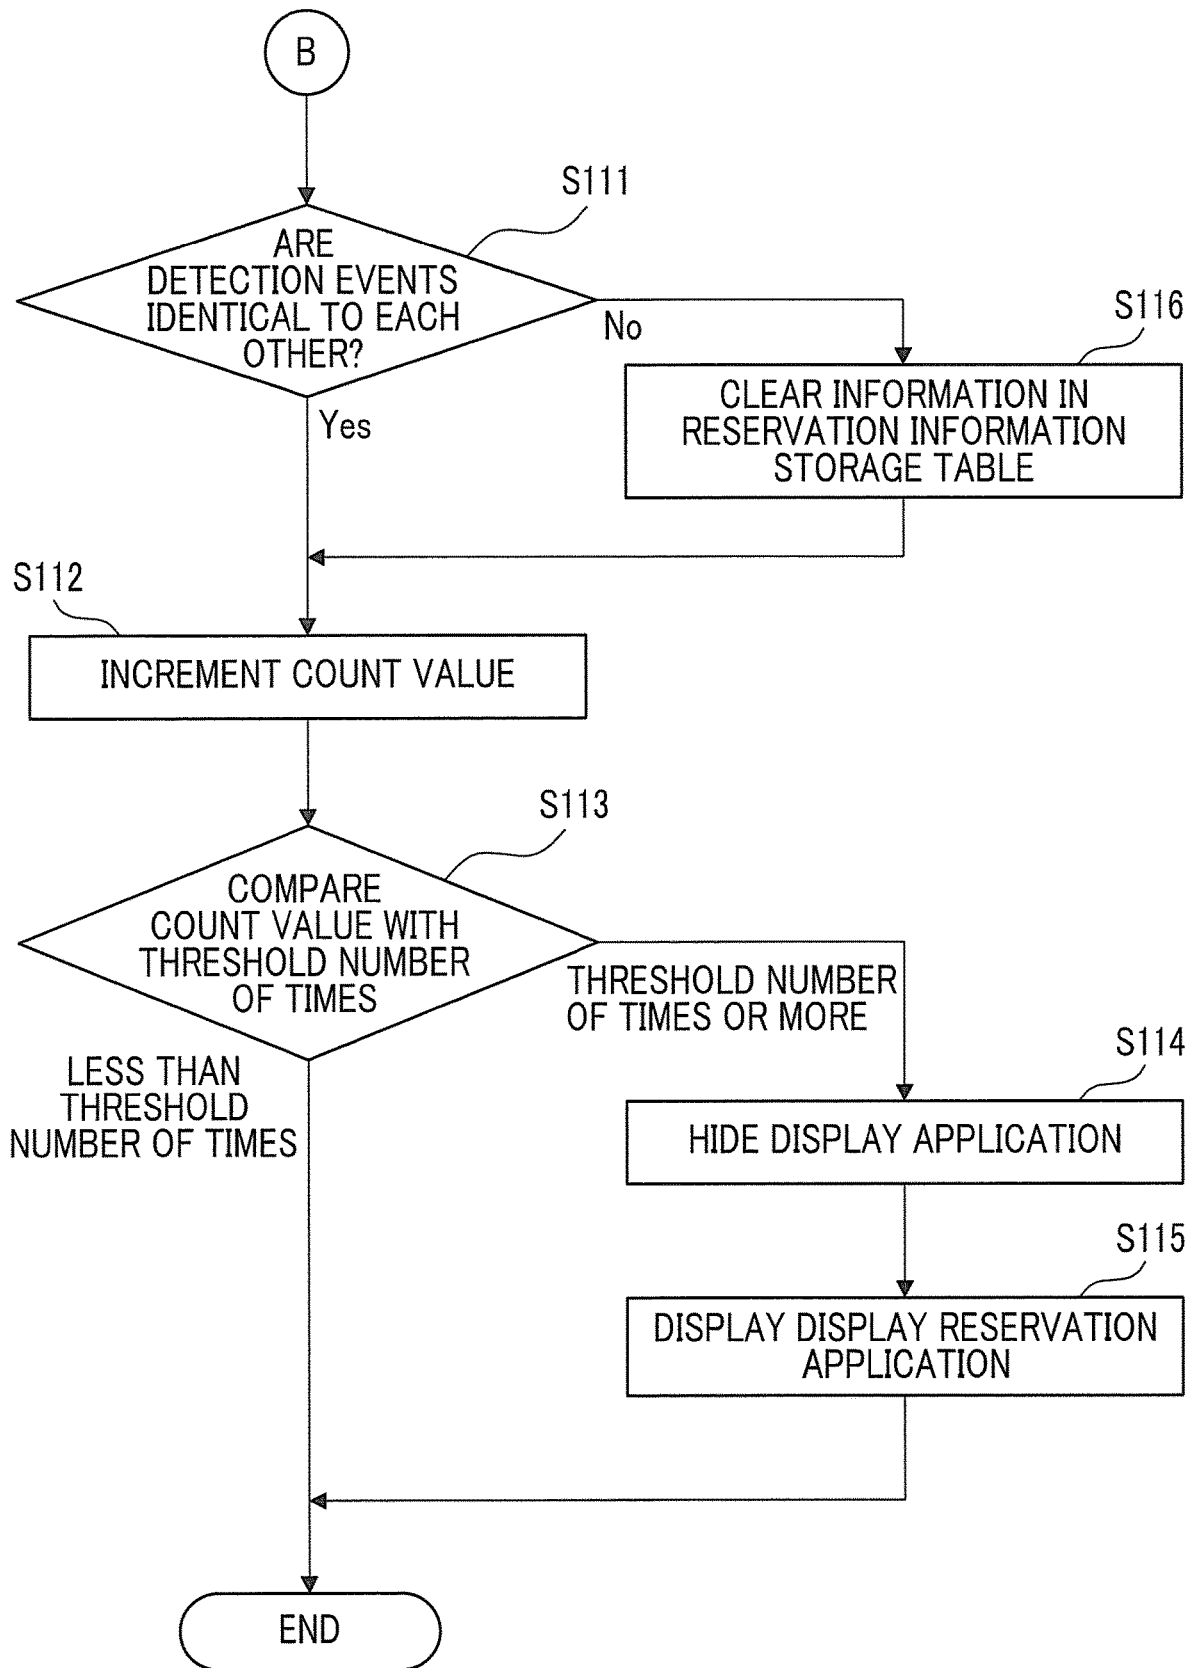 B
S111
ARE
DETECTION EVENTS
IDENTICAL TO EACH
OTHER?
No
Yes
S116
CLEAR INFORMATION IN
RESERVATION INFORMATION
STORAGE TABLE
S112
INCREMENT COUNT VALUE
S113
COMPARE
COUNT VALUE WITH
THRESHOLD NUMBER
OF TIMES
THRESHOLD NUMBER
OF TIMES OR MORE
LESS THAN
THRESHOLD
NUMBER OF TIMES
S114
HIDE DISPLAY APPLICATION
S115
DISPLAY DISPLAY RESERVATION
APPLICATION
END